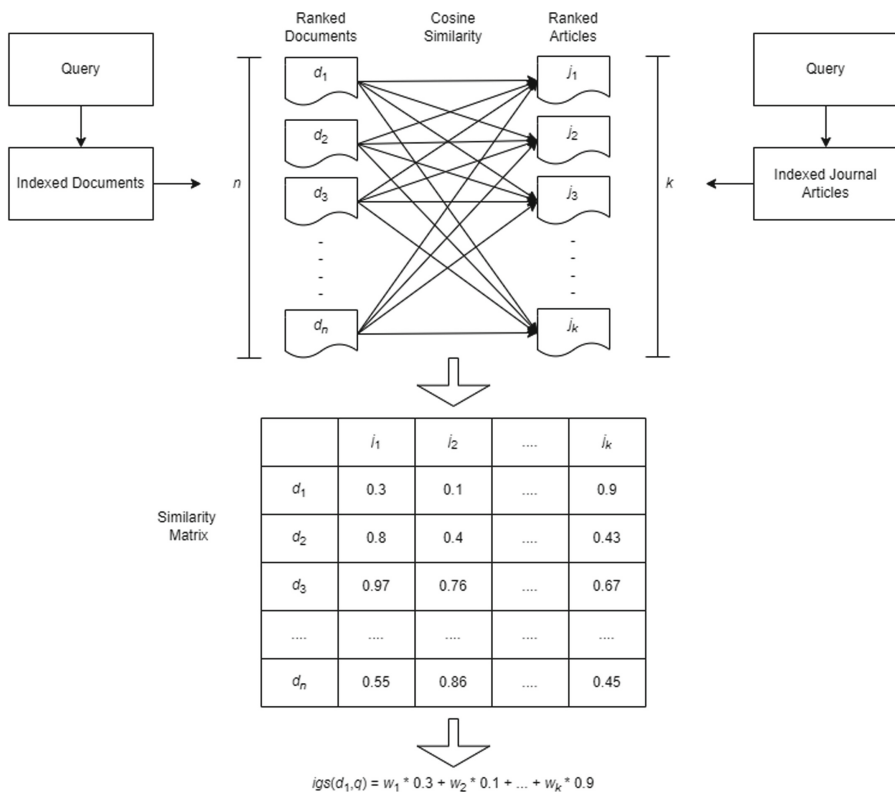 Ranked
Documents
Cosine
Similarity
Ranked
Articles
Query
Indexed Documents
n
d1
d2
d3
-
-
-
-
dn
j1
j2
j3
-
-
-
-
jk
k
Query
Indexed Journal
Articles
Similarity
Matrix
j1 j2 .... jk
d1 0.3 0.1 .... 0.9
d2 0.8 0.4 .... 0.43
d3 0.97 0.76 .... 0.67
.... .... .... .... ....
dn 0.55 0.86 .... 0.45
igs(d1,q) = w1 * 0.3 + w2 * 0.1 + ... + wk * 0.9